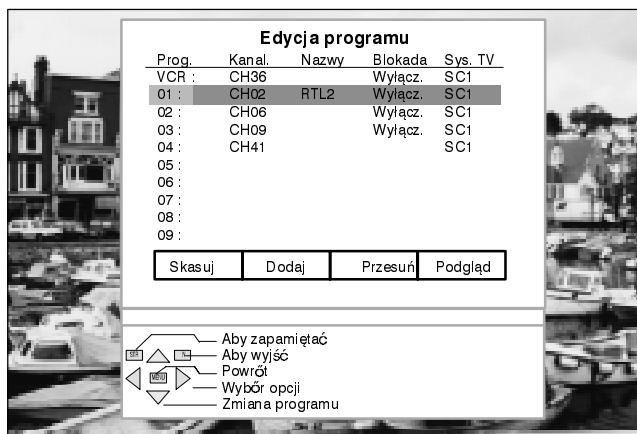 Edycja programu
Prog. Kanal. Nazwy Blokada Sys. TV
VCR : CH36 Wyłącz. SC1
01 : CH02 RTL2 Wyłącz. SC1
02 : CH06 Wyłącz. SC1
03 : CH09 Wyłącz. SC1
04 : CH41 SC1
05 :
06 :
07 :
08 :
09 :
Skasuj Dodaj Przesuń Podgląd
Aby zapamiętać
STR N Aby wyjść
MENU Powrót
Wybór opcji
Zmiana programu